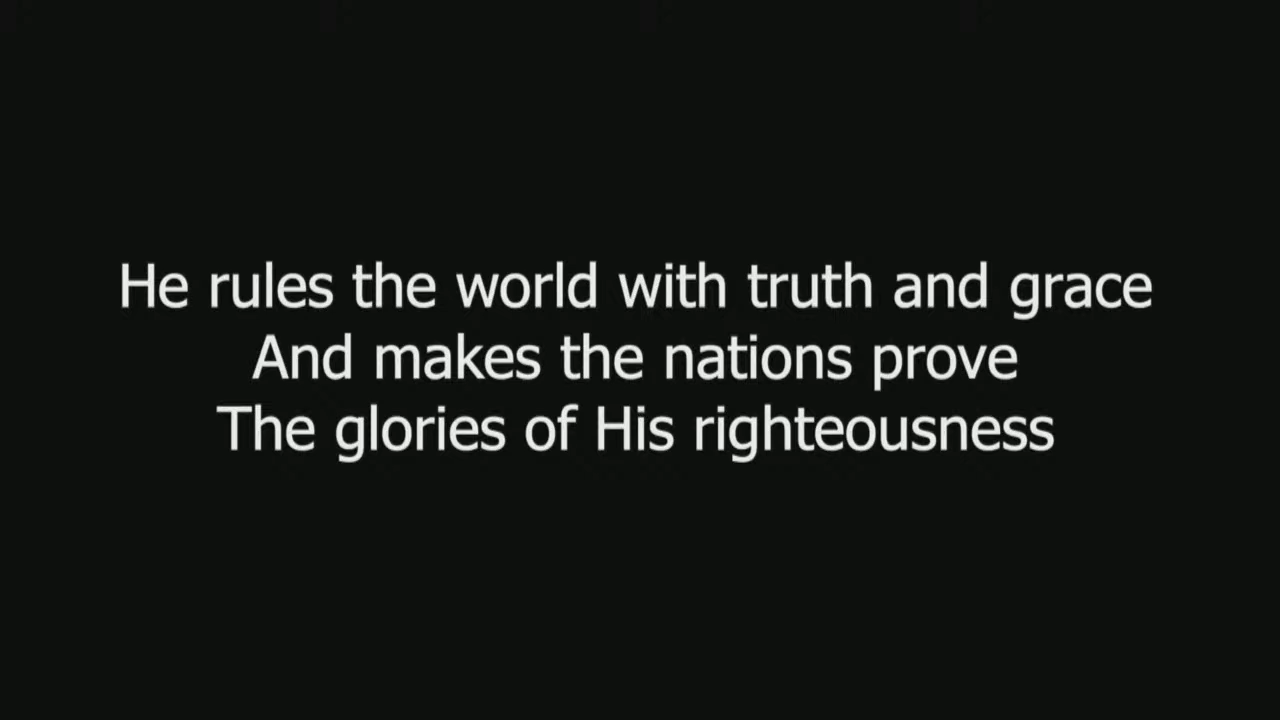 He rules the world with truth and grace
And makes the nations prove
The glories of His righteousness